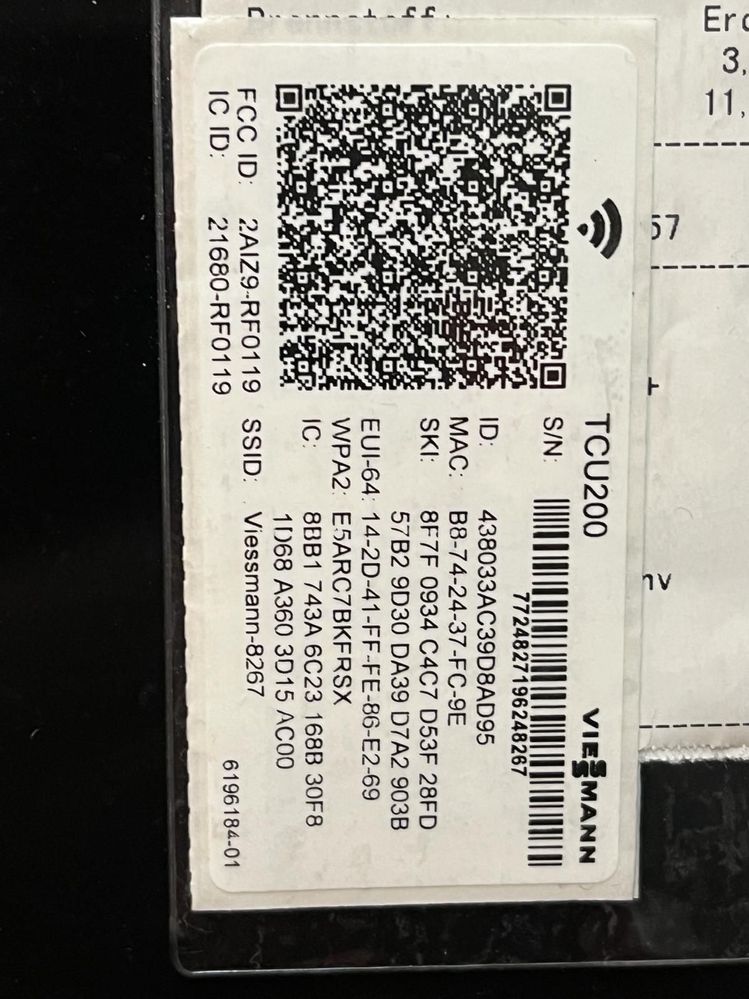 TCU200
VIESSMANN
S/N:
7724827196248267
ID: 438033AC39D8AD95
MAC: B8-74-24-37-FC-9E
SKI: 8F7F 0934 C4C7 D53F 28FD
57B2 9D30 DA39 D7A2 903B
EUI-64: 14-2D-41-FF-FE-86-E2-69
WPA2: E5ARC7BKFRSX
IC: 8BB1 743A 6C23 168B 30F8
1D68 A360 3D15 AC00
FCC ID: 2AIZ9-RF0119 SSID: Viessmann-8267
IC ID: 21680-RF0119
6196184-01
3,
11,
57
+